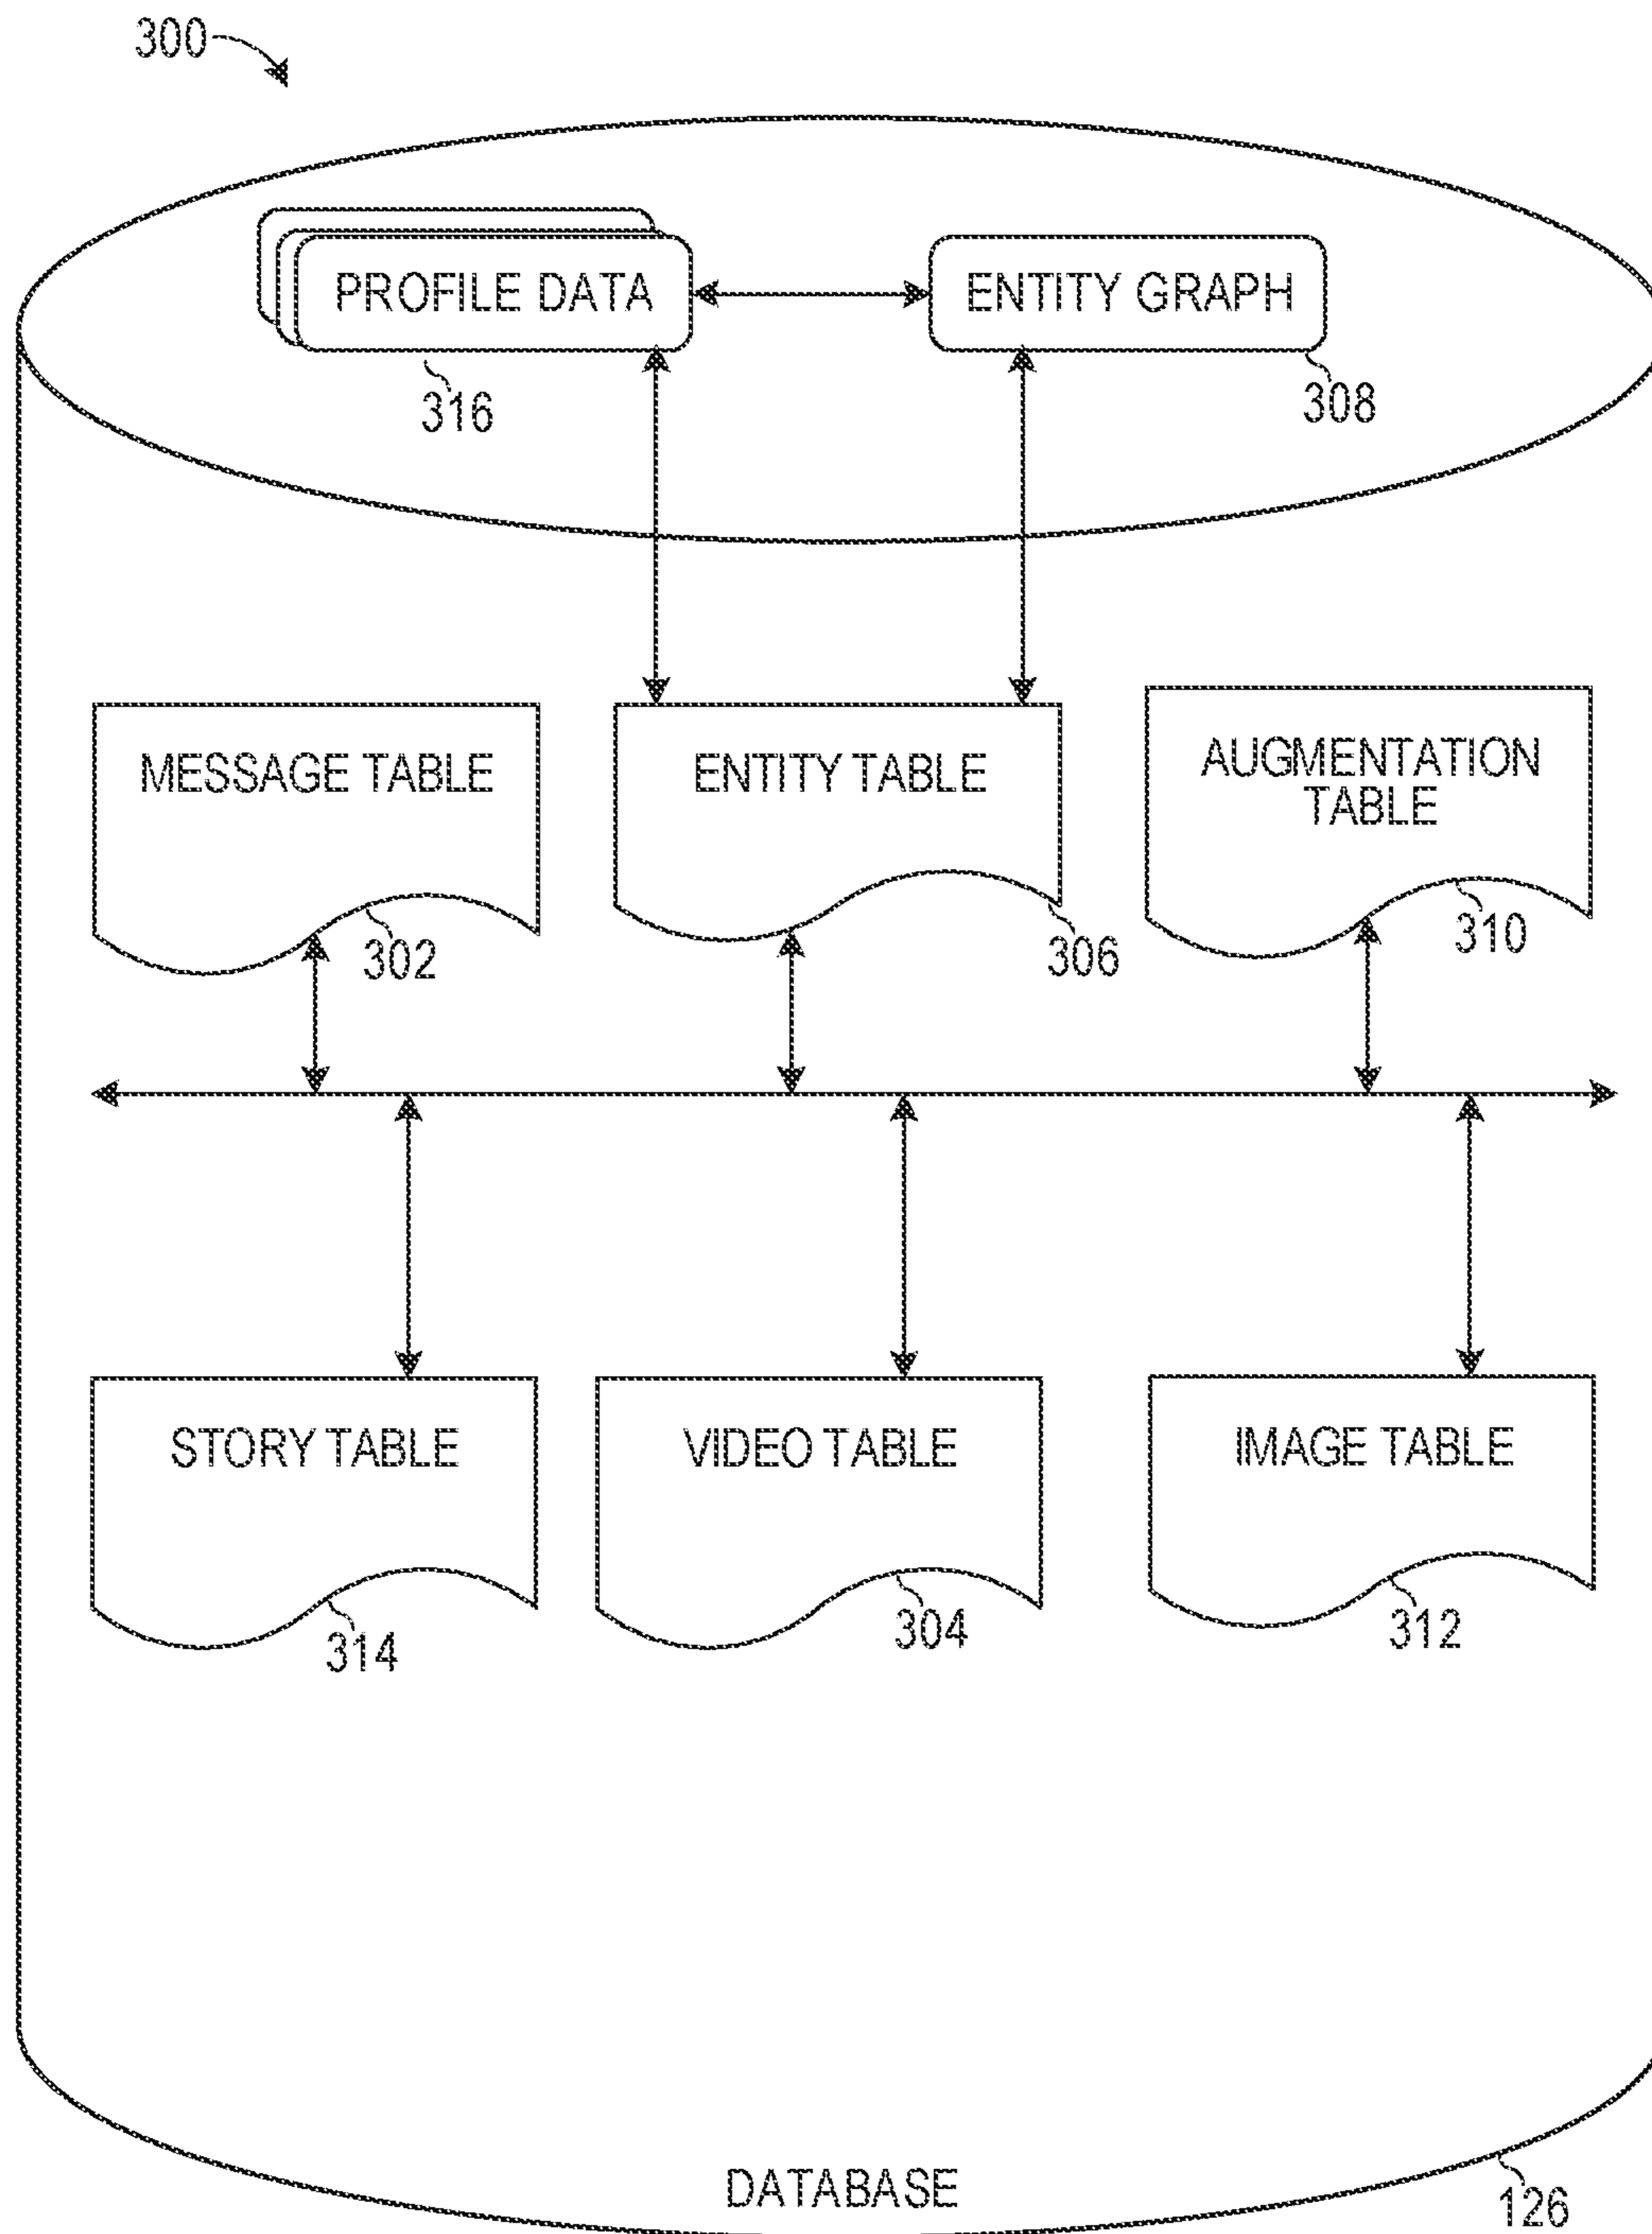 300
PROFILE DATA
ENTITY GRAPH
316
308
MESSAGE TABLE
ENTITY TABLE
AUGMENTATION
TABLE
302
306
310
STORY TABLE
VIDEO TABLE
IMAGE TABLE
314
304
312
DATABASE
126